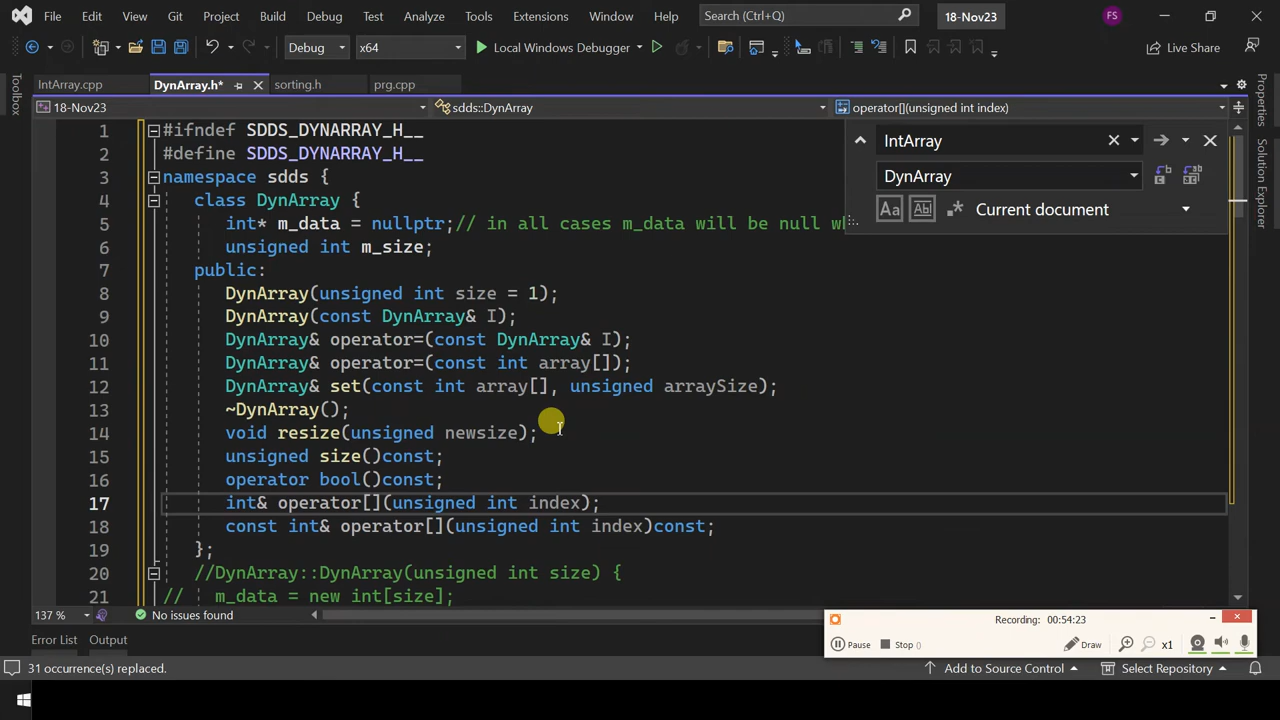 File Edit View Git Project Build Debug Test Analyze Tools Extensions Window Help Search (Ctrl+Q) 18-Nov23 FS
Debug x64 Local Windows Debugger Live Share
IntArray.cpp DynArray.h* sorting.h prg.cpp
18-Nov23 sdds::DynArray operator[](unsigned int index)
Toolbox
Properties
Solution Explorer
IntArray
DynArray
Aa Ab Current document
1 #ifndef SDDS_DYNARRAY_H__
2 #define SDDS_DYNARRAY_H__
3 namespace sdds {
4 class DynArray {
5 int* m_data = nullptr;// in all cases m_data will be null
6 unsigned int m_size;
7 public:
8 DynArray(unsigned int size = 1);
9 DynArray(const DynArray& I);
10 DynArray& operator=(const DynArray& I);
11 DynArray& operator=(const int array[]);
12 DynArray& set(const int array[], unsigned arraySize);
13 ~DynArray();
14 void resize(unsigned newsize);
15 unsigned size()const;
16 operator bool()const;
17 int& operator[](unsigned int index);
18 const int& operator[](unsigned int index)const;
19 };
20 //DynArray::DynArray(unsigned int size) {
21 // m_data = new int[size];
137 % No issues found
Recording: 00:54:23
Pause Stop () Draw x1
Error List Output
31 occurrence(s) replaced. Add to Source Control Select Repository